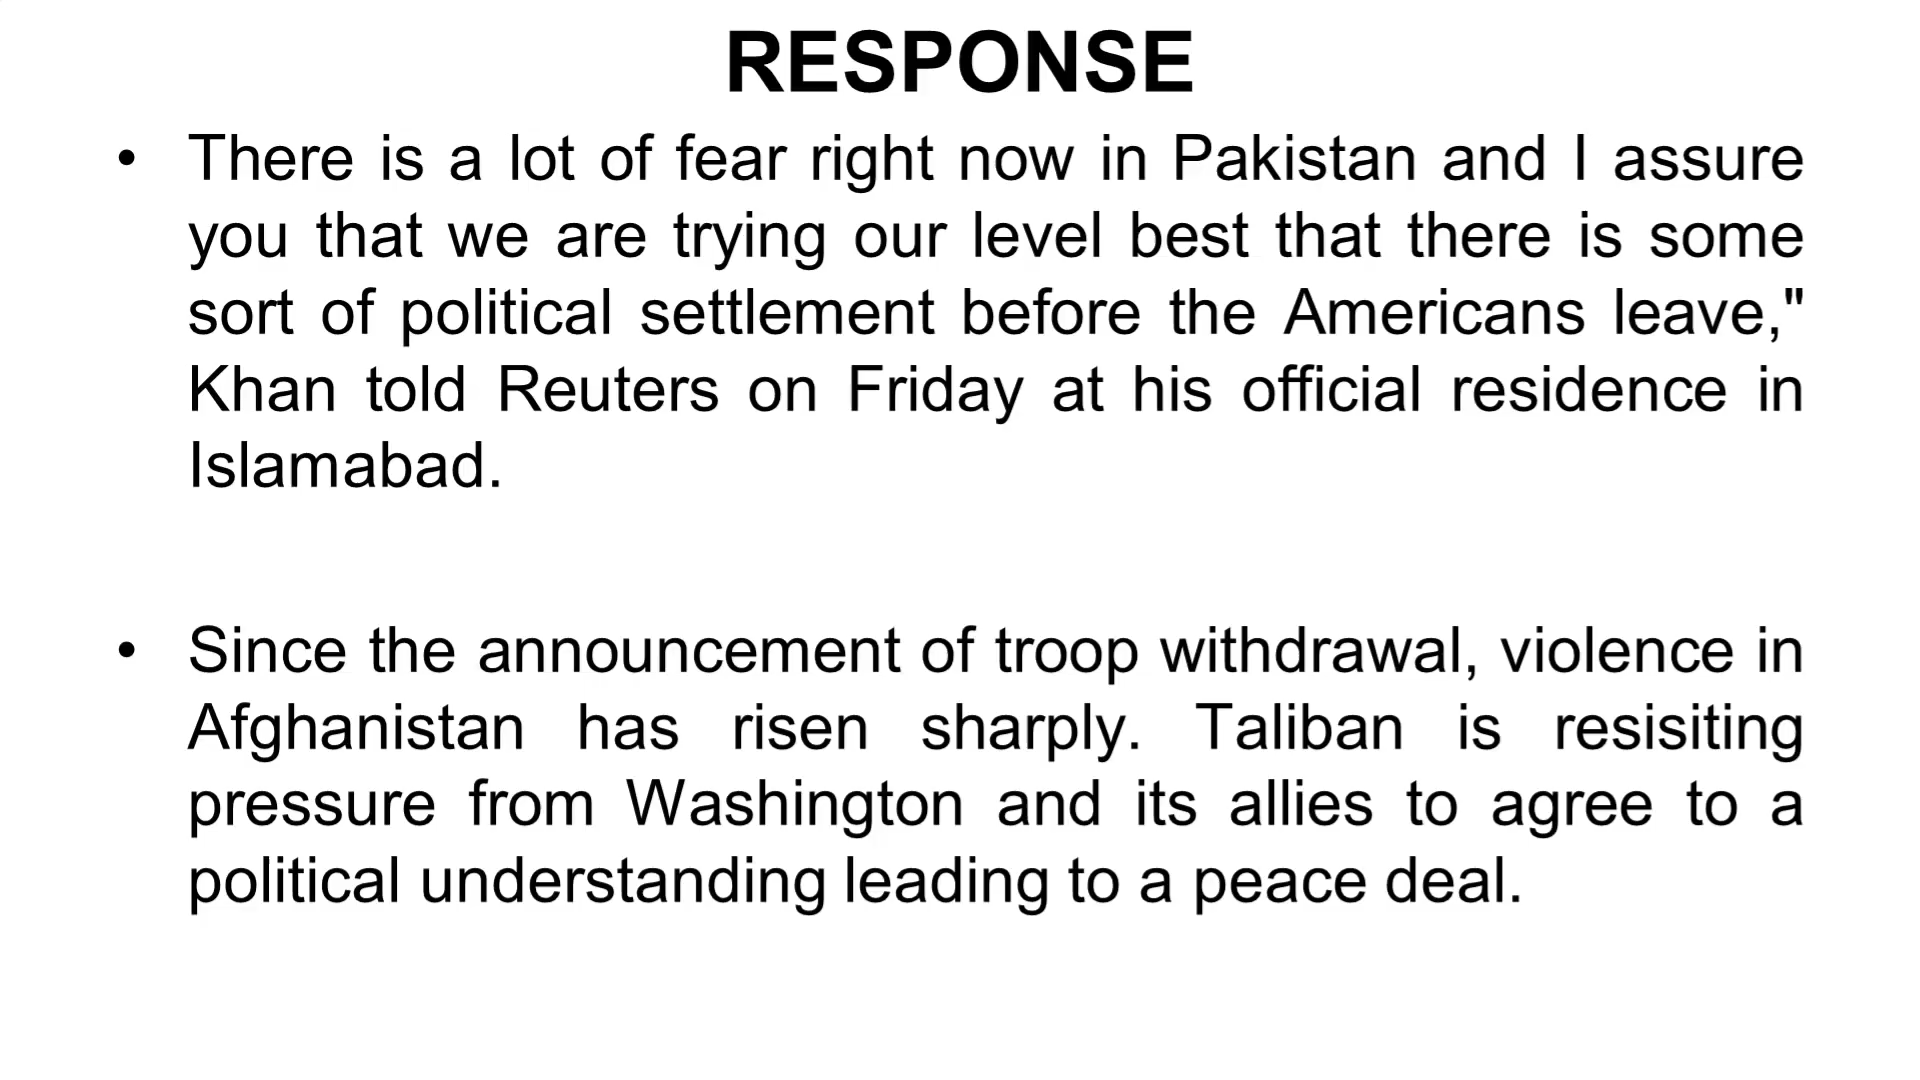 RESPONSE
• There is a lot of fear right now in Pakistan and I assure
you that we are trying our level best that there is some
sort of political settlement before the Americans leave,"
Khan told Reuters on Friday at his official residence in
Islamabad.
• Since the announcement of troop withdrawal, violence in
Afghanistan has risen sharply. Taliban is resisiting
pressure from Washington and its allies to agree to a
political understanding leading to a peace deal.